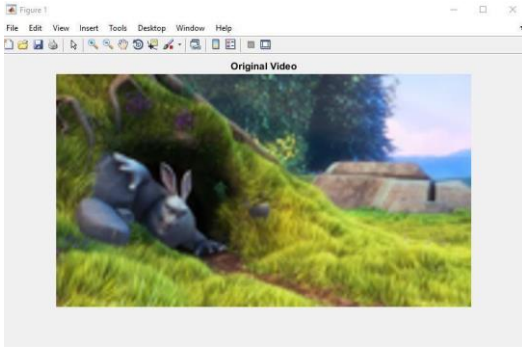 Figure 1
File Edit View Insert Tools Desktop Window Help
Original Video